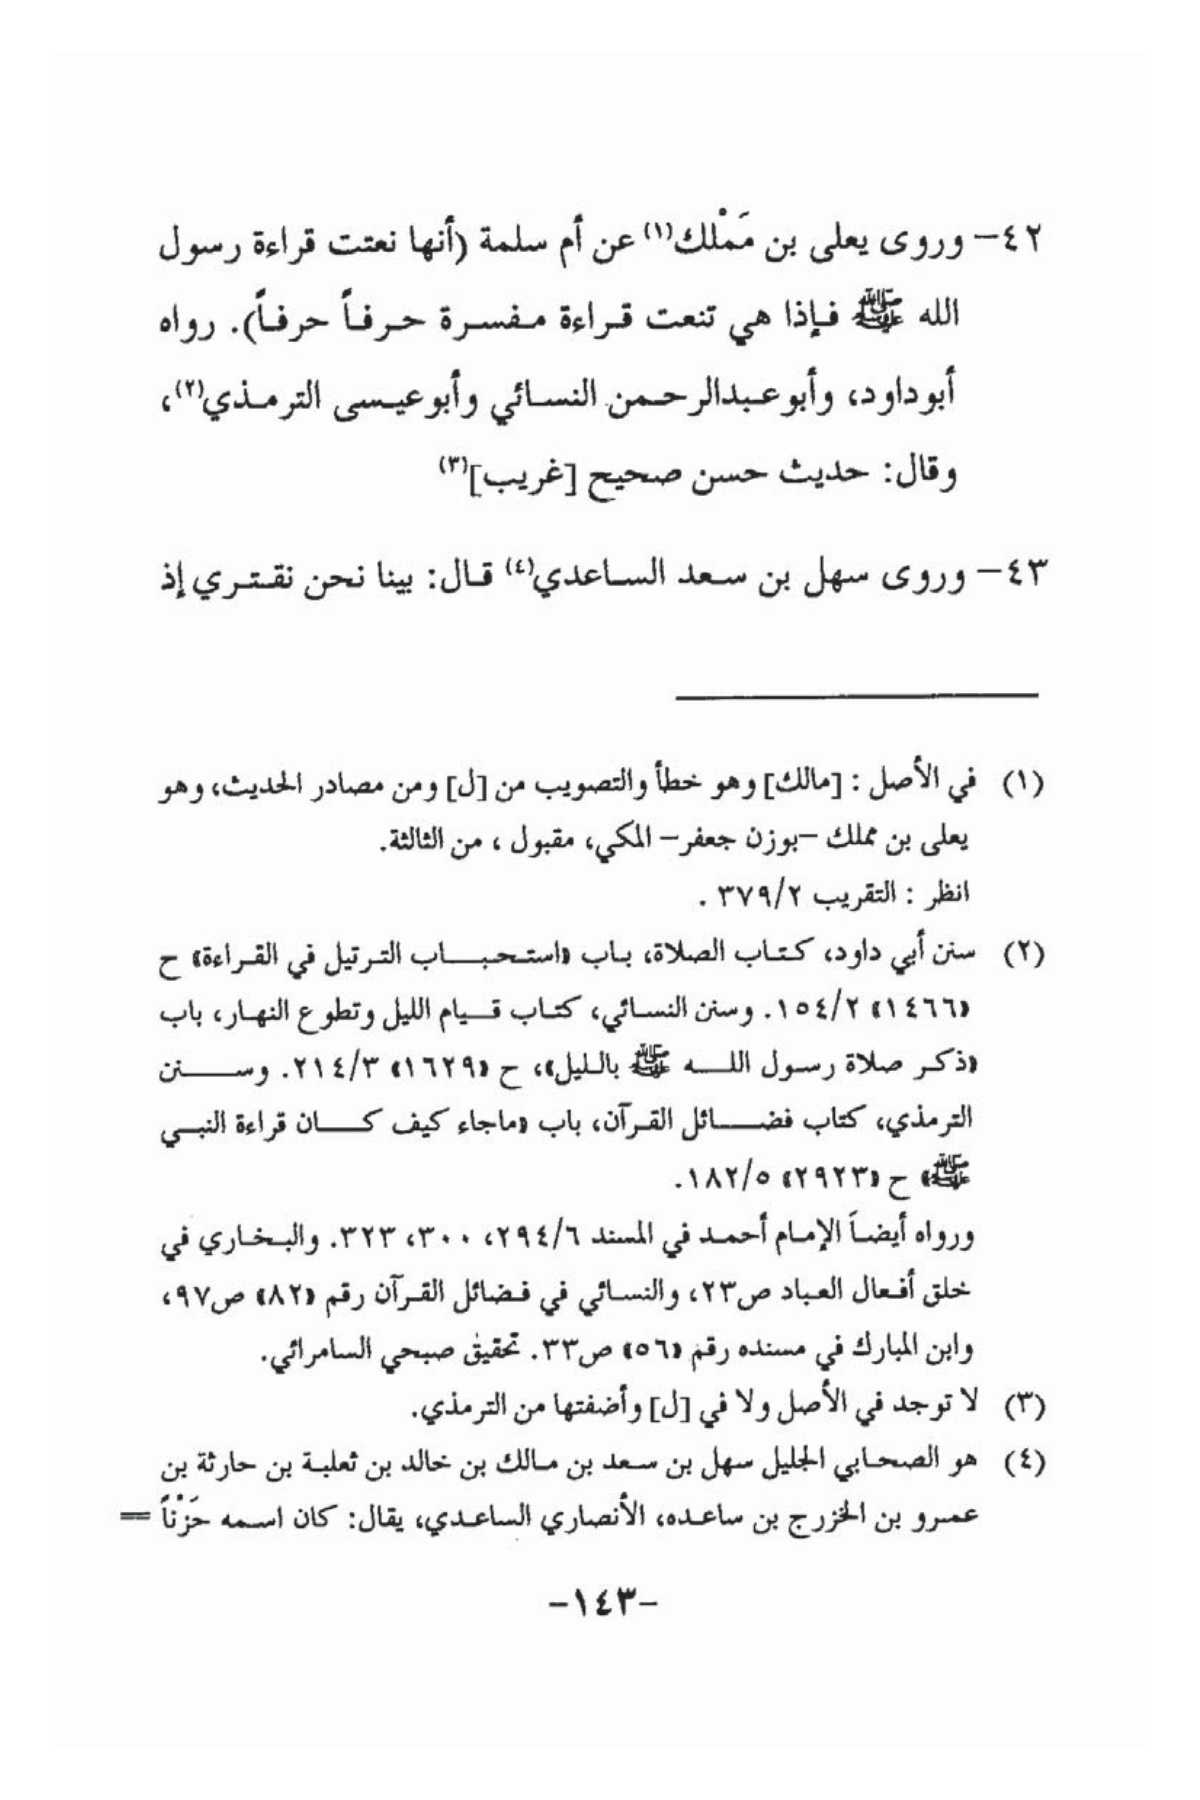 ٤٢- وروى يعلى بن مَمْلك(١) عن أم سلمة (أنها نعتت قراءة رسول
الله ﷺ فإذا هي تنعت قراءة مفسرة حرفاً حرفاً). رواه
أبوداود، وأبوعبدالرحمن النسائي وأبوعيسى الترمذي(٢)،
وقال: حديث حسن صحيح [غريب](٣)
٤٣- وروى سهل بن سعد الساعدي(٤) قال: بينا نحن نقتري إذ
(١) في الأصل : [مالك] وهو خطأ والتصويب من [ل] ومن مصادر الحديث، وهو
يعلى بن مملك -بوزن جعفر- المكي، مقبول ، من الثالثة.
انظر : التقريب ٣٧٩/٢ .
(٢) سنن أبي داود، كتاب الصلاة، باب «استحباب الترتيل في القراءة» ح
«١٤٦٦» ١٥٤/٢. وسنن النسائي، كتاب قيام الليل وتطوع النهار، باب
«ذكر صلاة رسول الله ﷺ بالليل»، ح «١٦٢٩» ٢١٤/٣. وسنن
الترمذي، كتاب فضائل القرآن، باب «ماجاء كيف كان قراءة النبي
ﷺ» ح «٢٩٢٣» ١٨٢/٥.
ورواه أيضاً الإمام أحمد في المسند ٢٩٤/٦، ٣٠٠، ٣٢٣. والبخاري في
خلق أفعال العباد ص٢٣، والنسائي في فضائل القرآن رقم «٨٢» ص٩٧،
وابن المبارك في مسنده رقم «٥٦» ص٣٣. تحقيق صبحي السامرائي.
(٣) لا توجد في الأصل ولا في [ل] وأضفتها من الترمذي.
(٤) هو الصحابي الجليل سهل بن سعد بن مالك بن خالد بن ثعلبة بن حارثة بن
عمرو بن الخزرج بن ساعده، الأنصاري الساعدي، يقال: كان اسمه حَزْناً =
-١٤٣-